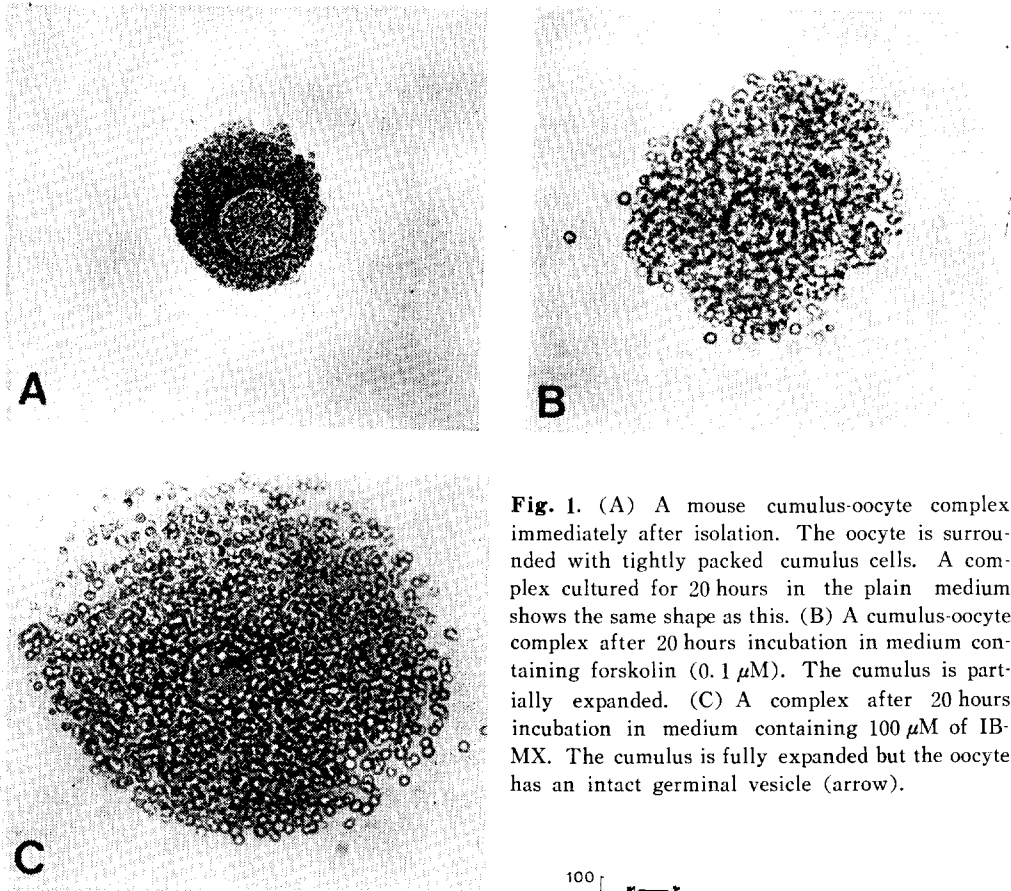 A
B
C
Fig. 1. (A) A mouse cumulus-oocyte complex
immediately after isolation. The oocyte is surrou-
nded with tightly packed cumulus cells. A com-
plex cultured for 20 hours in the plain medium
shows the same shape as this. (B) A cumulus-oocyte
complex after 20 hours incubation in medium con-
taining forskolin (0. 1 μM). The cumulus is part-
ially expanded. (C) A complex after 20 hours
incubation in medium containing 100 μM of IB-
MX. The cumulus is fully expanded but the oocyte
has an intact germinal vesicle (arrow).
100